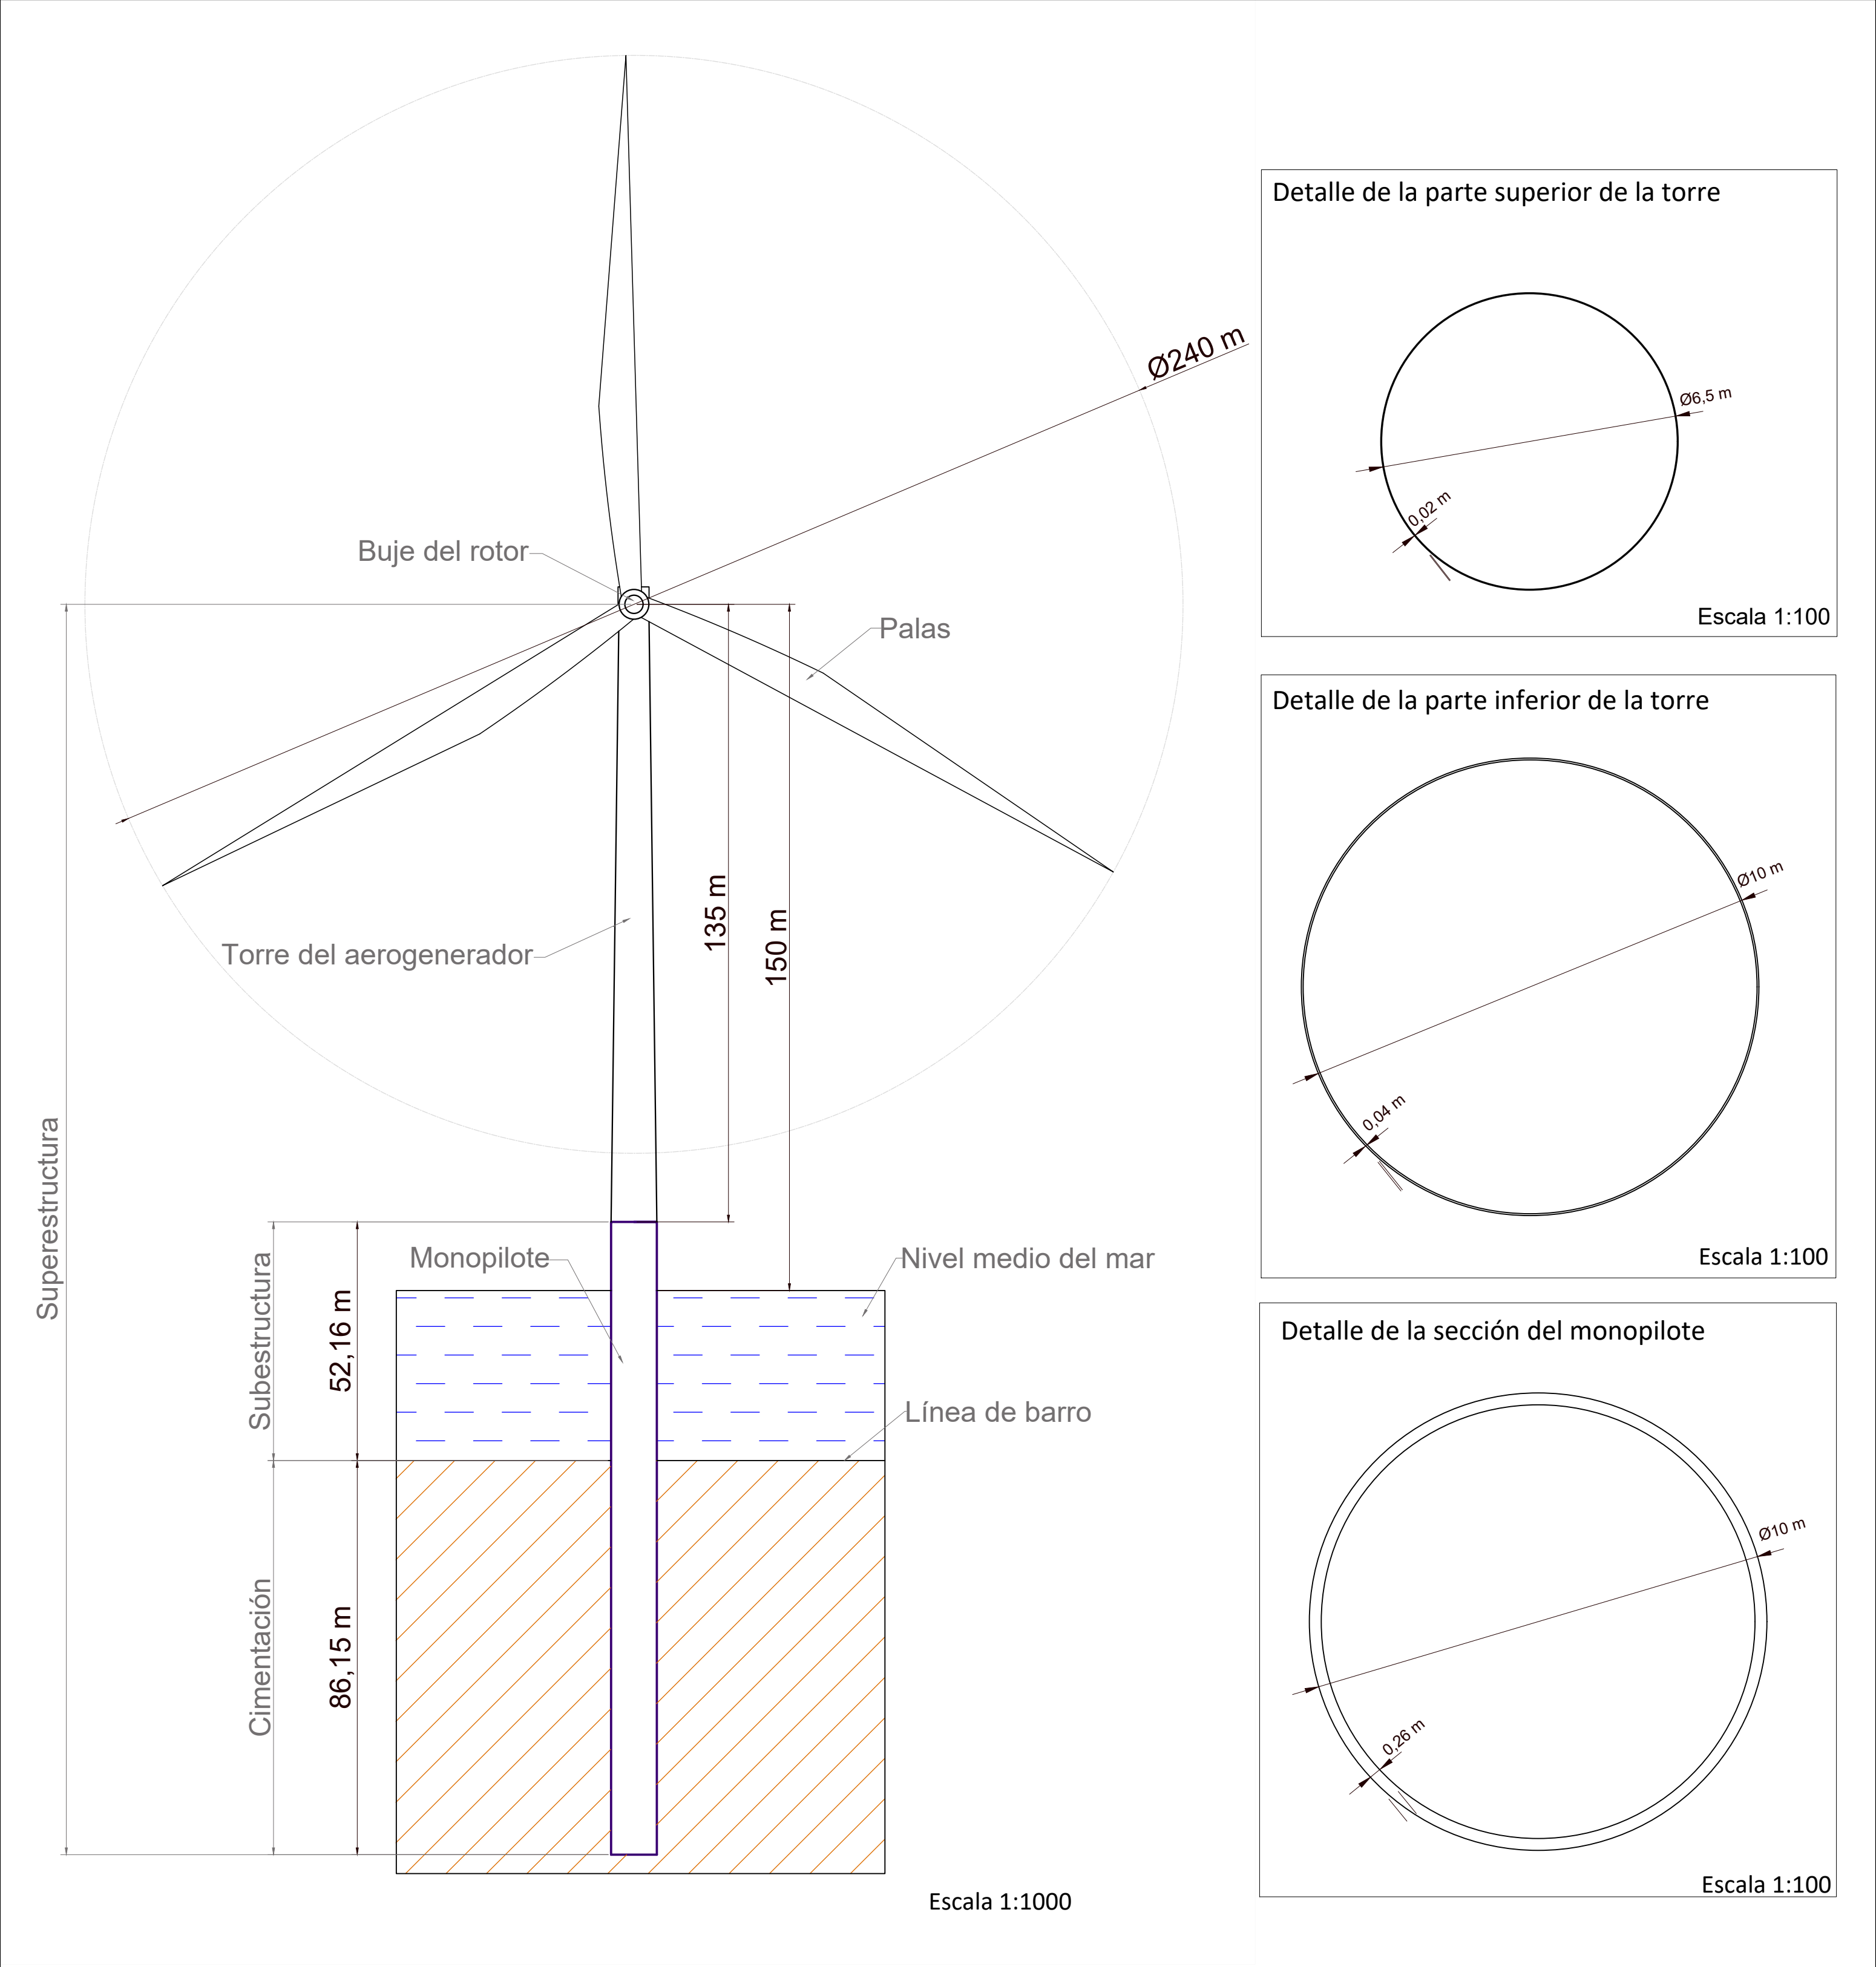 Ø240 m
Buje del rotor
Palas
Torre del aerogenerador
135 m
150 m
Superestructura
Subestructura
52,16 m
Monopilote
Nivel medio del mar
Línea de barro
Cimentación
86,15 m
Escala 1:1000
Detalle de la parte superior de la torre
Ø6,5 m
0,02 m
Escala 1:100
Detalle de la parte inferior de la torre
Ø10 m
0,04 m
Escala 1:100
Detalle de la sección del monopilote
Ø10 m
0,26 m
Escala 1:100